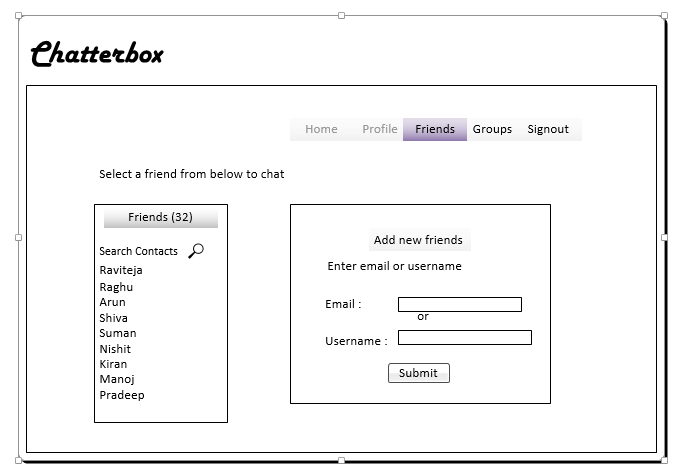 Chatterbox
Home Profile Friends Groups Signout
Select a friend from below to chat
Friends (32)
Search Contacts
Raviteja
Raghu
Arun
Shiva
Suman
Nishit
Kiran
Manoj
Pradeep
Add new friends
Enter email or username
Email :
or
Username :
Submit